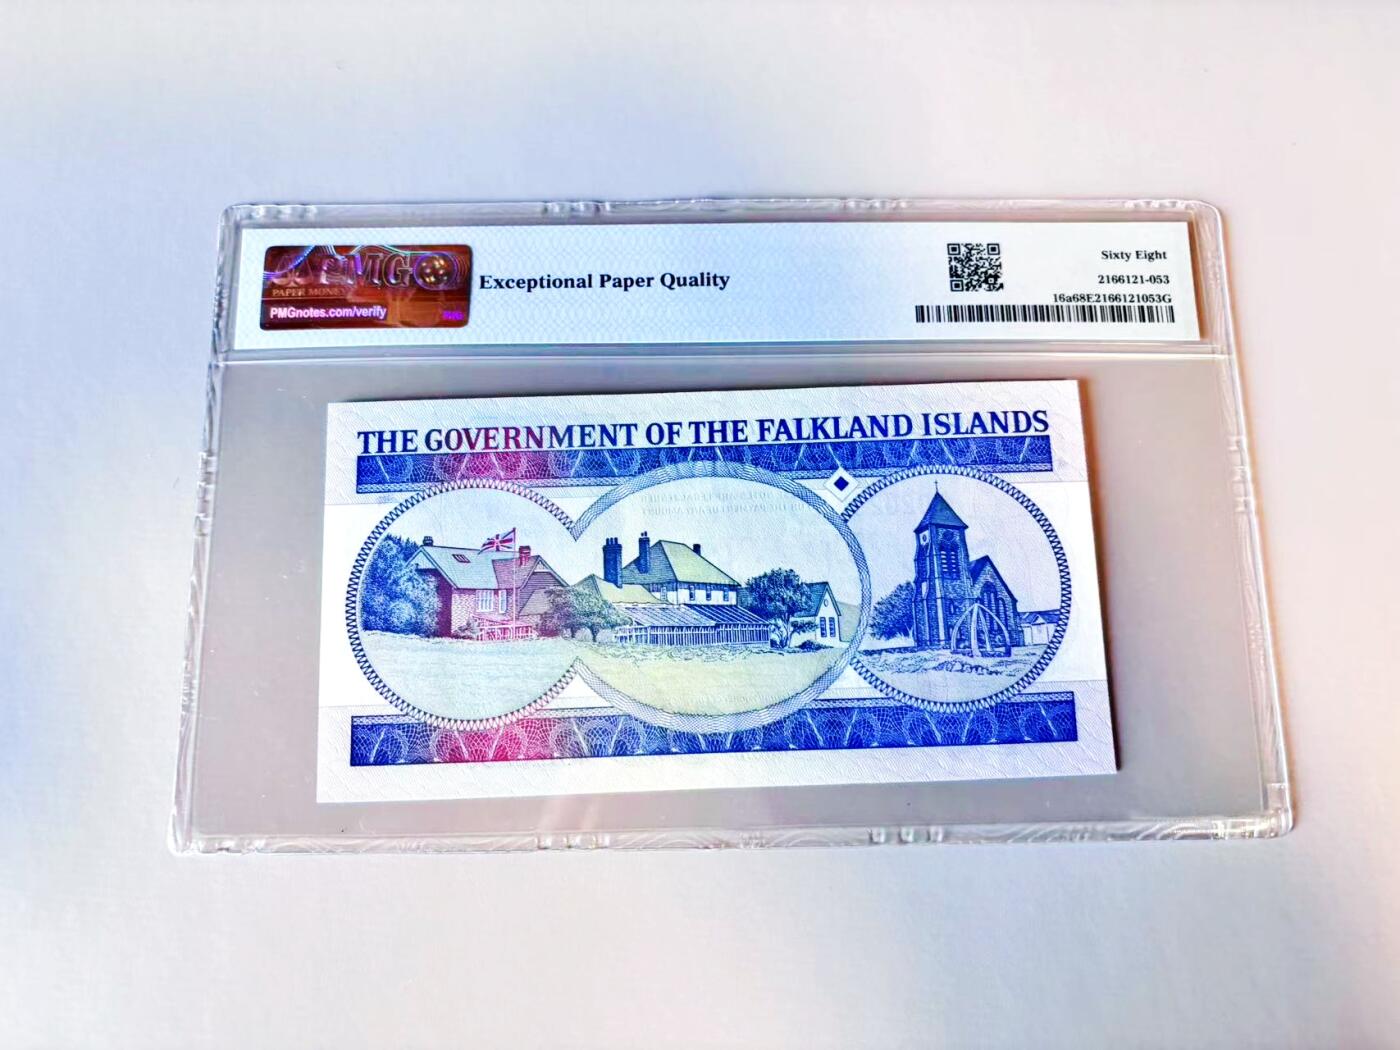 PMG
PAPER MONEY
PMGnotes.com/verify
Exceptional Paper Quality
Sixty Eight
2166121-053
16a68E2166121053G
THE GOVERNMENT OF THE FALKLAND ISLANDS